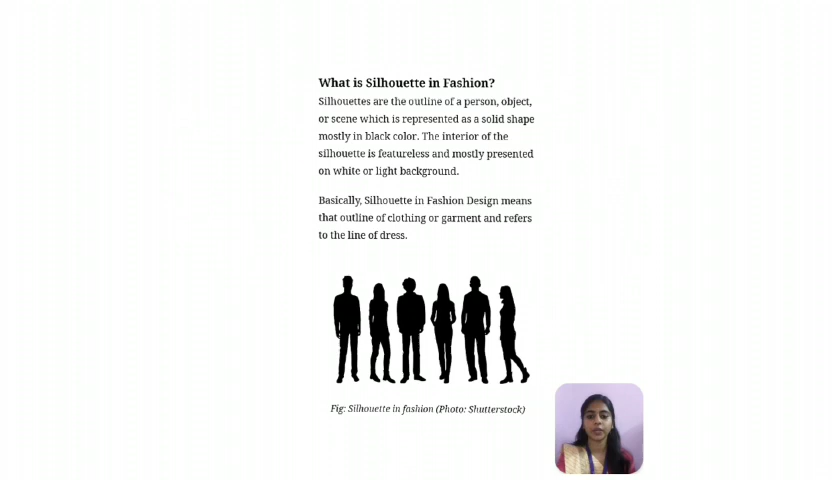 What is Silhouette in Fashion?
Silhouettes are the outline of a person, object,
or scene which is represented as a solid shape
mostly in black color. The interior of the
silhouette is featureless and mostly presented
on white or light background.
Basically, Silhouette in Fashion Design means
that outline of clothing or garment and refers
to the line of dress.
Fig: Silhouette in fashion (Photo: Shutterstock)